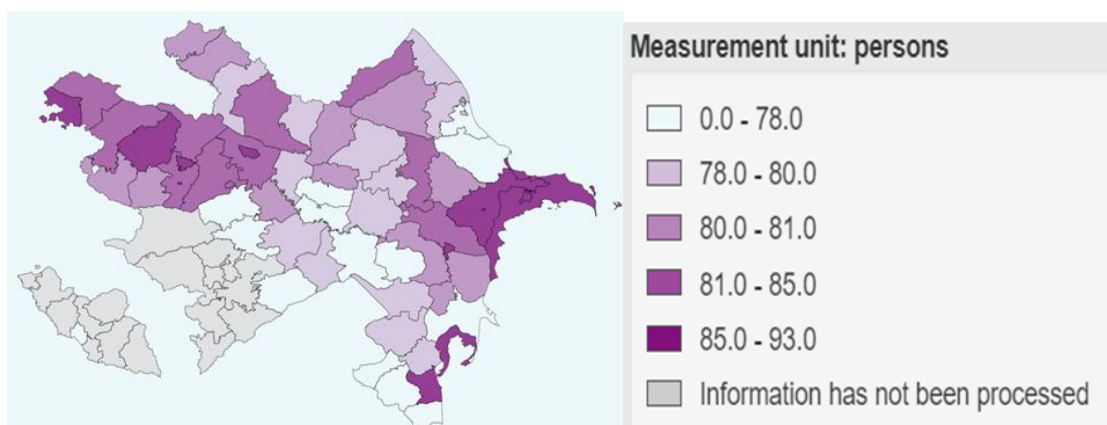 Measurement unit: persons
0.0 - 78.0
78.0 - 80.0
80.0 - 81.0
81.0 - 85.0
85.0 - 93.0
Information has not been processed